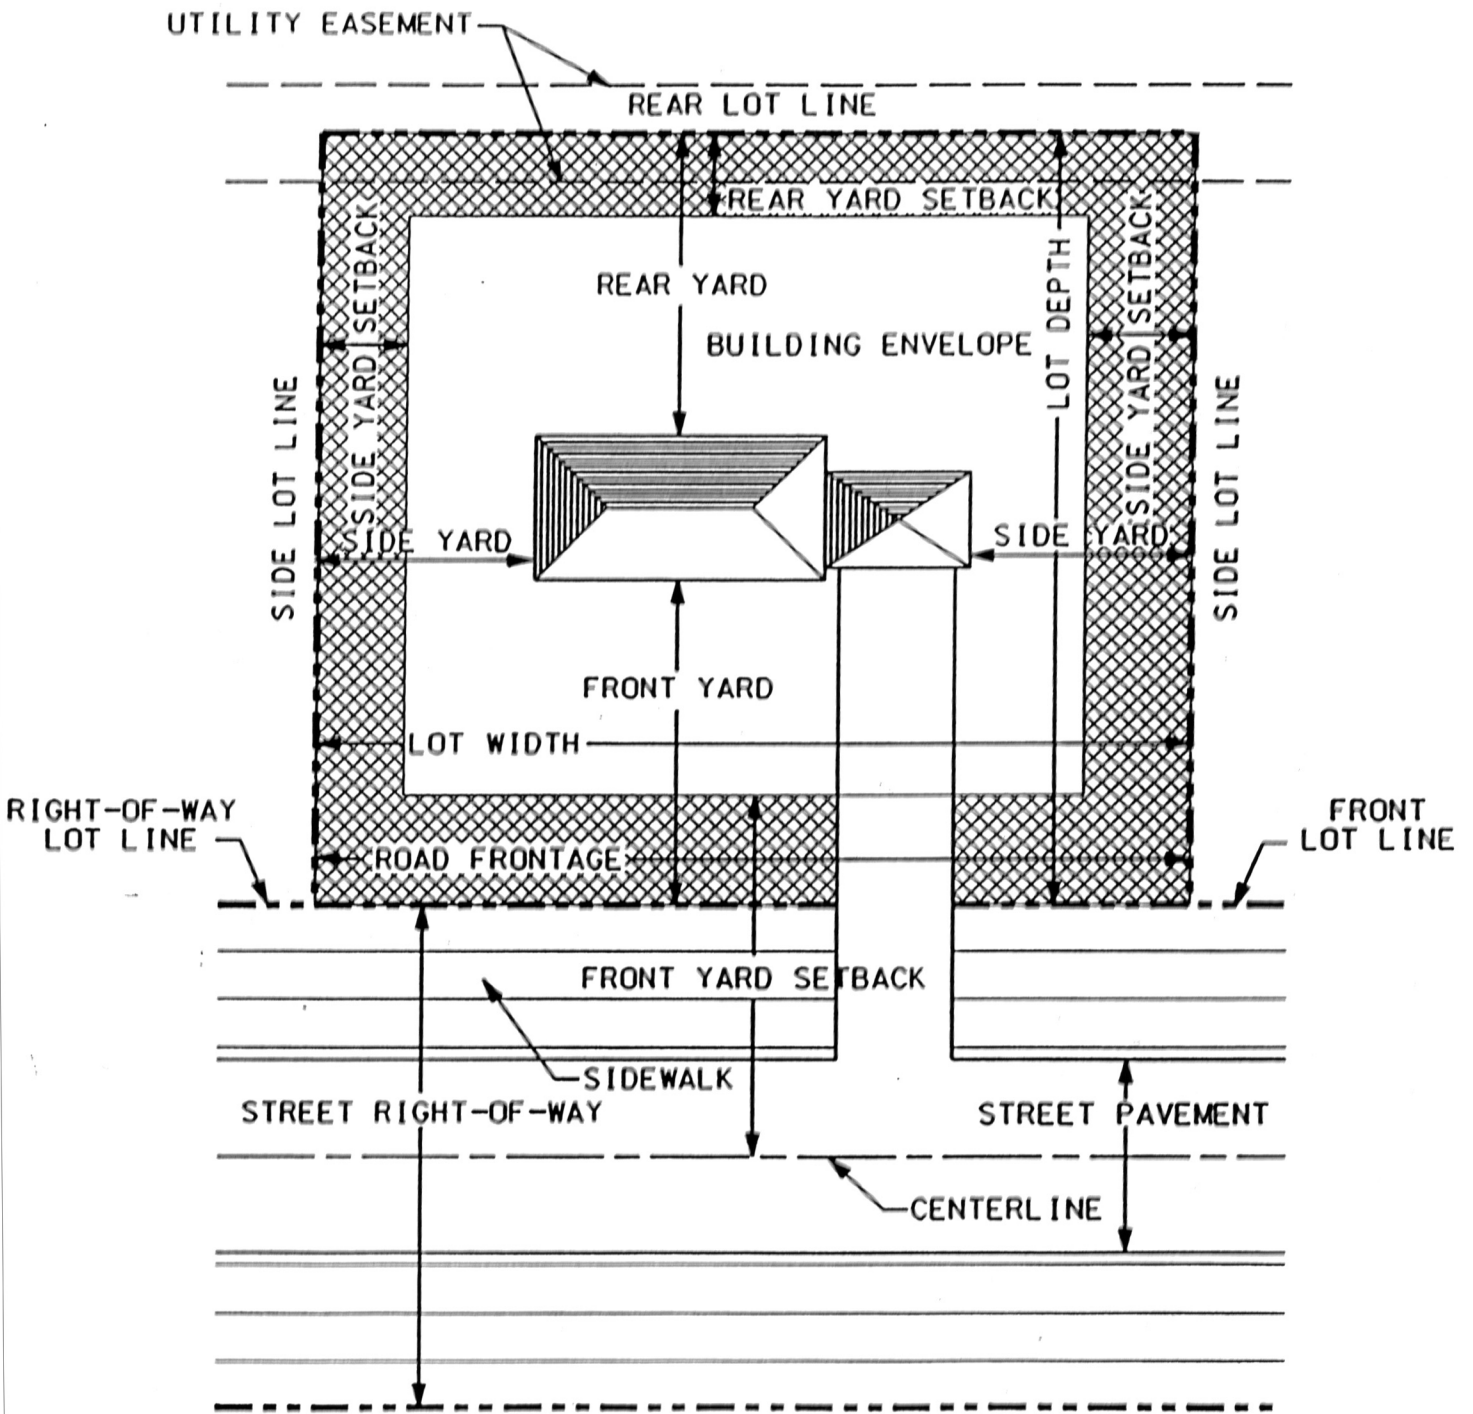 UTILITY EASEMENT
REAR LOT LINE
REAR YARD SETBACK
SIDE YARD SETBACK
SIDE YARD SETBACK
REAR YARD
LOT DEPTH
BUILDING ENVELOPE
SIDE LOT LINE
SIDE LOT LINE
SIDE YARD
SIDE YARD
FRONT YARD
LOT WIDTH
RIGHT-OF-WAY
LOT LINE
FRONT
LOT LINE
ROAD FRONTAGE
FRONT YARD SETBACK
SIDEWALK
STREET RIGHT-OF-WAY
STREET PAVEMENT
CENTERLINE